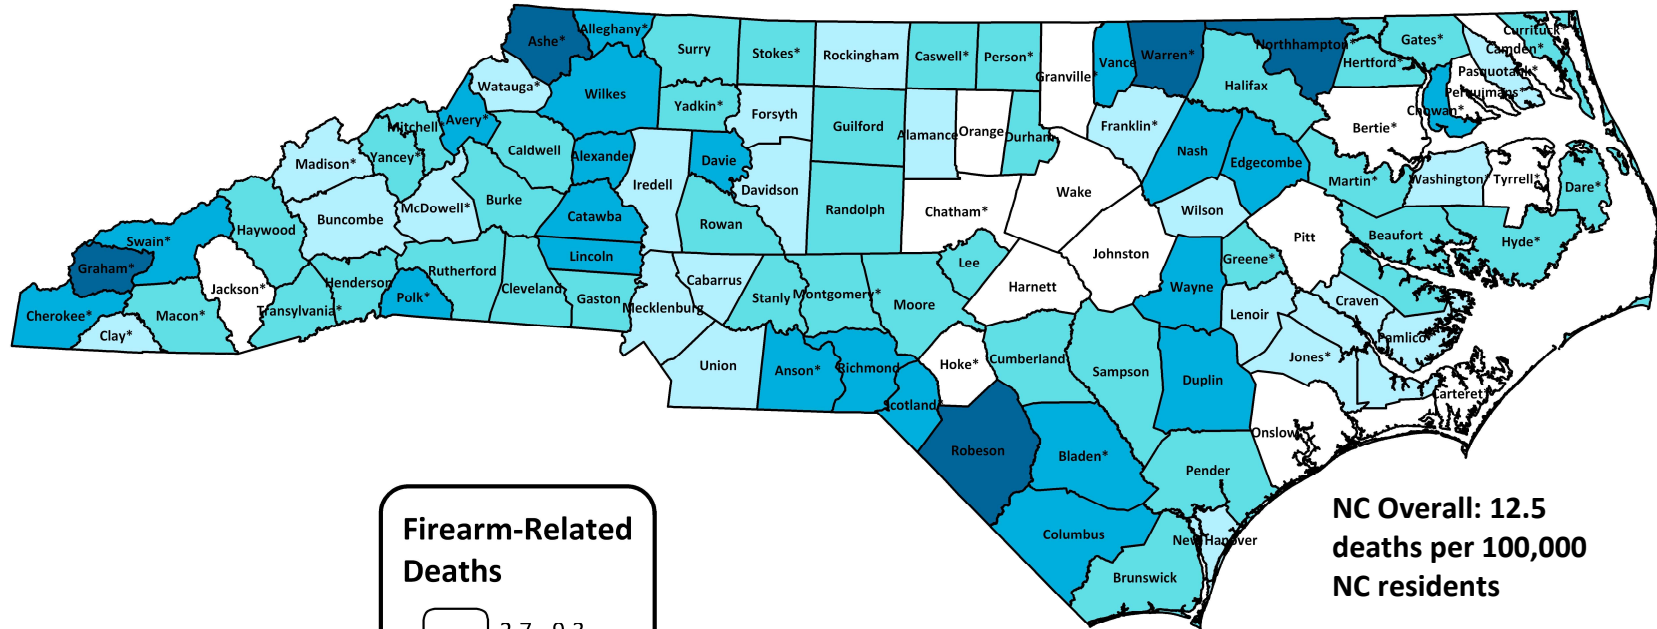 Ashe*
Alleghany*
Surry
Stokes*
Rockingham
Caswell*
Person*
Granville*
Vance
Warren*
Northhampton*
Hertford*
Gates*
Currituck*
Camden*
Pasquotank*
Perquimans*
Chowan*
Bertie*
Halifax
Watauga*
Wilkes
Yadkin*
Forsyth
Guilford
Alamance
Orange
Durham
Franklin*
Nash
Edgecombe
Martin*
Washington*
Tyrrell*
Dare*
Mitchell*
Avery*
Caldwell
Alexander
Davie
Iredell
Davidson
Madison*
Yancey*
McDowell*
Burke
Catawba
Rowan
Randolph
Chatham*
Wake
Wilson
Buncombe
Haywood
Swain*
Graham*
Cherokee*
Clay*
Macon*
Jackson*
Transylvania*
Henderson
Polk*
Rutherford
Cleveland
Lincoln
Gaston
Mecklenburg
Cabarrus
Stanly
Montgomery*
Moore
Lee
Harnett
Johnston
Wayne
Greene*
Pitt
Beaufort
Hyde*
Craven
Pamlico*
Lenoir
Jones*
Carteret*
Union
Anson*
Richmond
Scotland*
Hoke*
Cumberland
Sampson
Duplin
Onslow
Robeson
Bladen*
Pender
Columbus
New Hanover
Brunswick
Firearm-Related
Deaths
NC Overall: 12.5
deaths per 100,000
NC residents